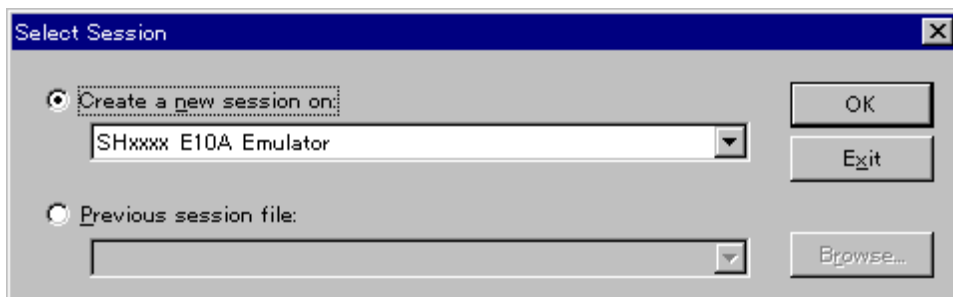 Select Session
Create a new session on:
OK
SHxxxx E10A Emulator
Exit
Previous session file:
Browse...